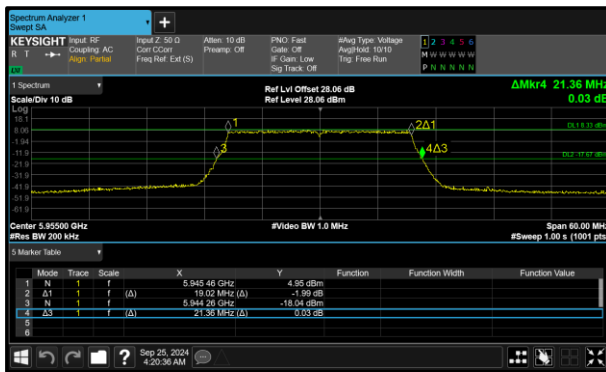 Spectrum Analyzer 1
Swept SA
KEYSIGHT Input: RF Input Z: 50 Ω Atten: 10 dB PNO: Fast #Avg Type: Voltage 1 2 3 4 5 6
R T Coupling: AC Corr CCorr Preamp: Off Gate: Off Avg|Hold: 10/10 M W W W W W
Align: Partial Freq Ref: Ext (S) IF Gain: Low Trig: Free Run
Sig Track: Off P N N N N N
1 Spectrum
Scale/Div 10 dB
Ref Lvl Offset 28.06 dB
Ref Level 28.06 dBm
ΔMkr4 21.36 MHz
0.03 dB
Log
18.1
8.06
-1.94
-11.9
-21.9
-31.9
-41.9
-51.9
-61.9
1
2Δ1
3
4Δ3
DL1 8.33 dBm
DL2 -17.67 dBm
Center 5.95500 GHz #Video BW 1.0 MHz Span 60.00 MHz
#Res BW 200 kHz #Sweep 1.00 s (1001 pts)
5 Marker Table
Mode Trace Scale X Y Function Function Width Function Value
1 N 1 f 5.945 46 GHz 4.95 dBm
2 Δ1 1 f (Δ) 19.02 MHz (Δ) -1.99 dB
3 N 1 f 5.944 26 GHz -18.04 dBm
4 Δ3 1 f (Δ) 21.36 MHz (Δ) 0.03 dB
5
6
Sep 25, 2024
4:20:36 AM